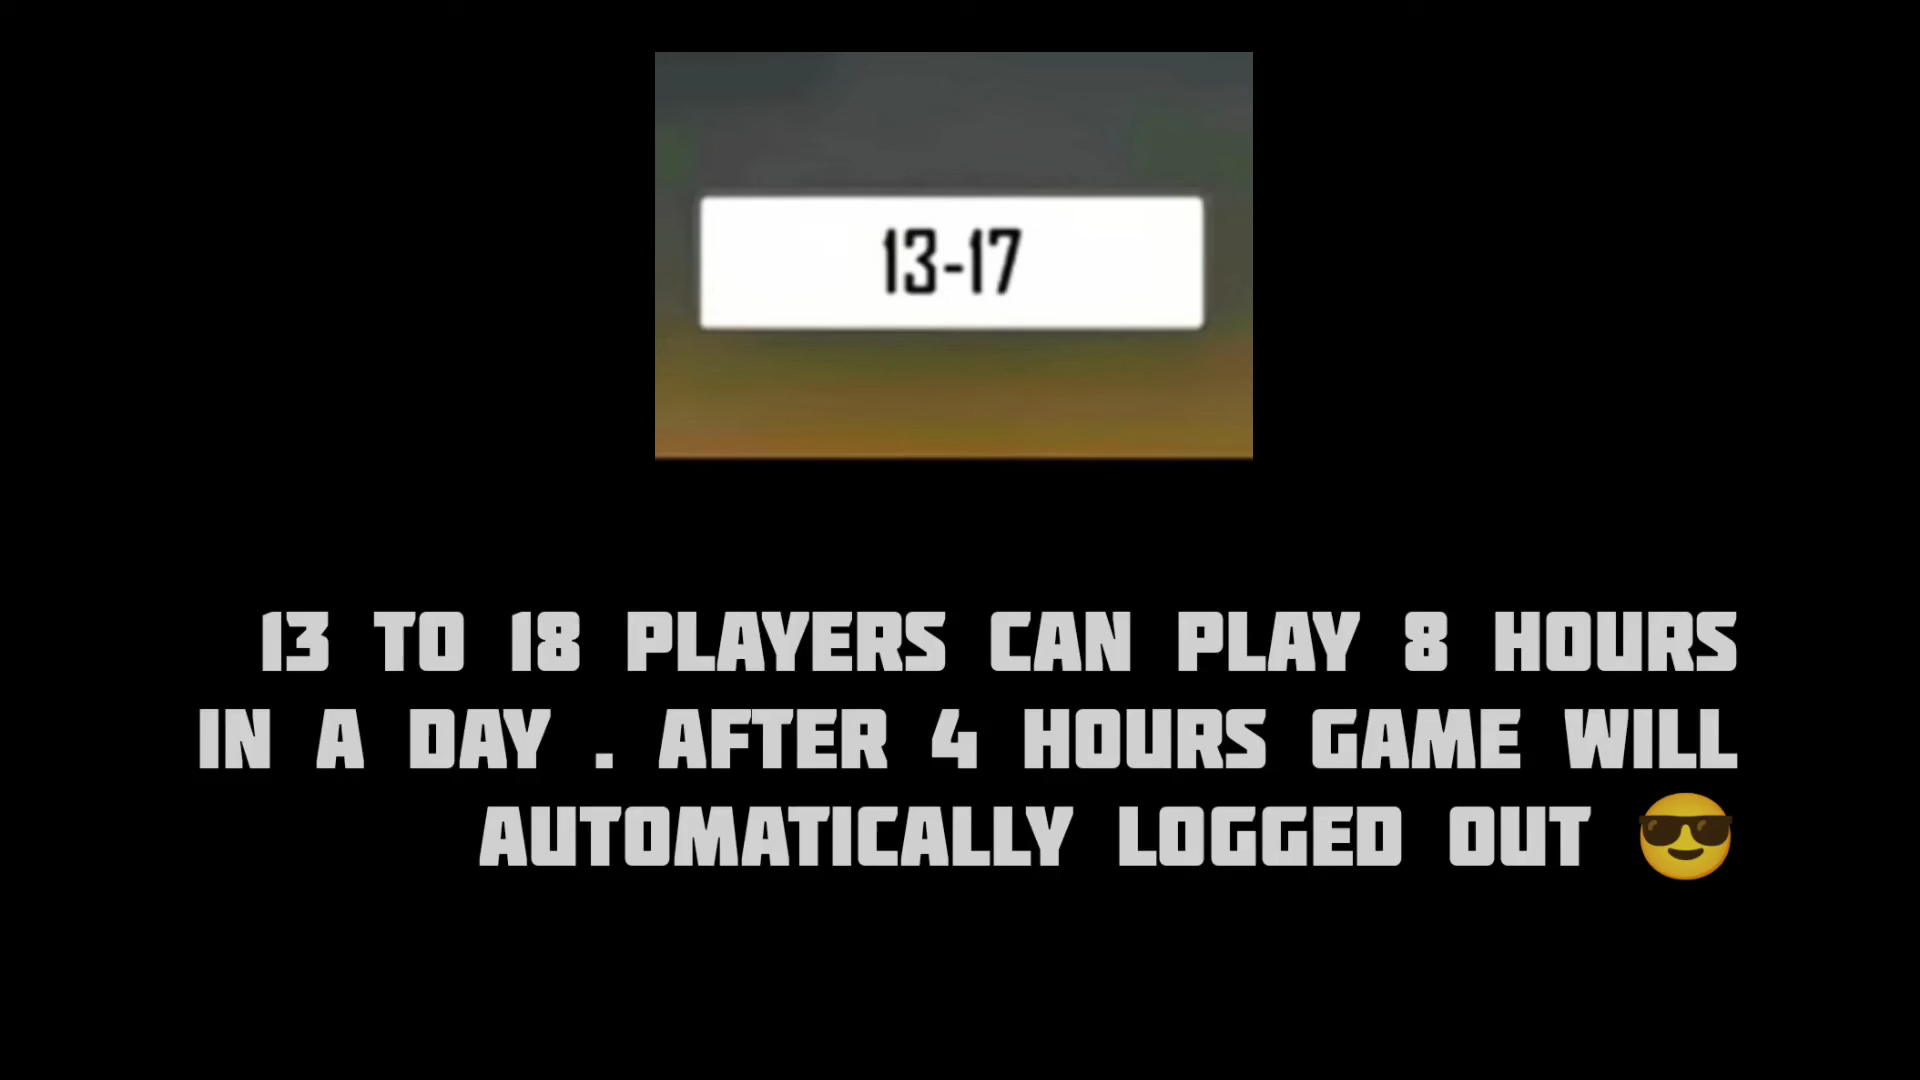 13-17
13 TO 18 PLAYERS CAN PLAY 8 HOURS
IN A DAY . AFTER 4 HOURS GAME WILL
AUTOMATICALLY LOGGED OUT 😎